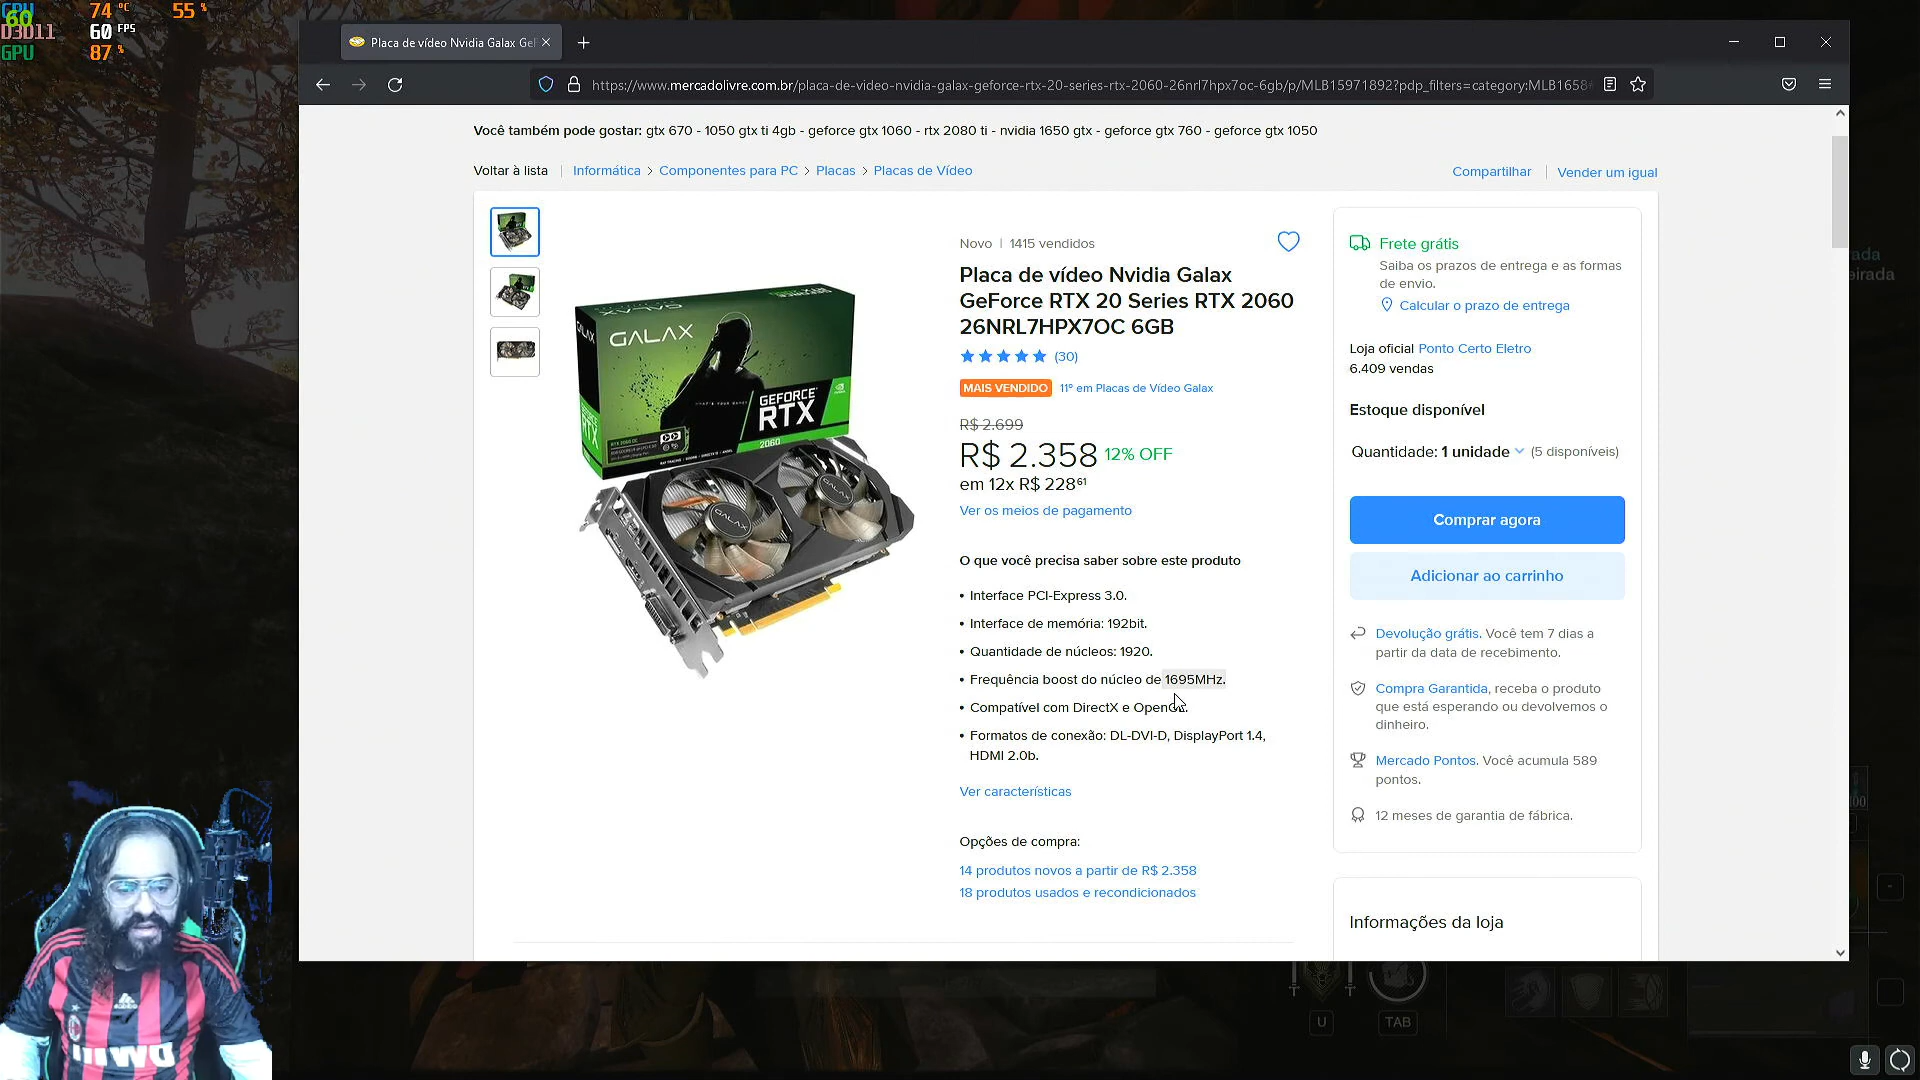 CPU 74 °C 55 %
60
D3D11 60 FPS
GPU 87 %
Placa de vídeo Nvidia Galax Gef
https://www.mercadolivre.com.br/placa-de-video-nvidia-galax-geforce-rtx-20-series-rtx-2060-26nrl7hpx7oc-6gb/p/MLB15971892?pdp_filters=category:MLB1658#
Você também pode gostar: gtx 670 - 1050 gtx ti 4gb - geforce gtx 1060 - rtx 2080 ti - nvidia 1650 gtx - geforce gtx 760 - geforce gtx 1050
Voltar à lista | Informática > Componentes para PC > Placas > Placas de Vídeo
Compartilhar | Vender um igual
Novo | 1415 vendidos
Placa de vídeo Nvidia Galax
GeForce RTX 20 Series RTX 2060
26NRL7HPX7OC 6GB
(30)
MAIS VENDIDO 11º em Placas de Vídeo Galax
R$ 2.699
R$ 2.358 12% OFF
em 12x R$ 228⁶¹
Ver os meios de pagamento
O que você precisa saber sobre este produto
• Interface PCI-Express 3.0.
• Interface de memória: 192bit.
• Quantidade de núcleos: 1920.
• Frequência boost do núcleo de 1695MHz.
• Compatível com DirectX e OpenGL.
• Formatos de conexão: DL-DVI-D, DisplayPort 1.4,
HDMI 2.0b.
Ver características
Opções de compra:
14 produtos novos a partir de R$ 2.358
18 produtos usados e recondicionados
Frete grátis
Saiba os prazos de entrega e as formas
de envio.
Calcular o prazo de entrega
Loja oficial Ponto Certo Eletro
6.409 vendas
Estoque disponível
Quantidade: 1 unidade (5 disponíveis)
Comprar agora
Adicionar ao carrinho
Devolução grátis. Você tem 7 dias a
partir da data de recebimento.
Compra Garantida, receba o produto
que está esperando ou devolvemos o
dinheiro.
Mercado Pontos. Você acumula 589
pontos.
12 meses de garantia de fábrica.
Informações da loja
GALAX
GEFORCE
RTX
2060
GEFORCE RTX
GALAX
GALAX
U
TAB